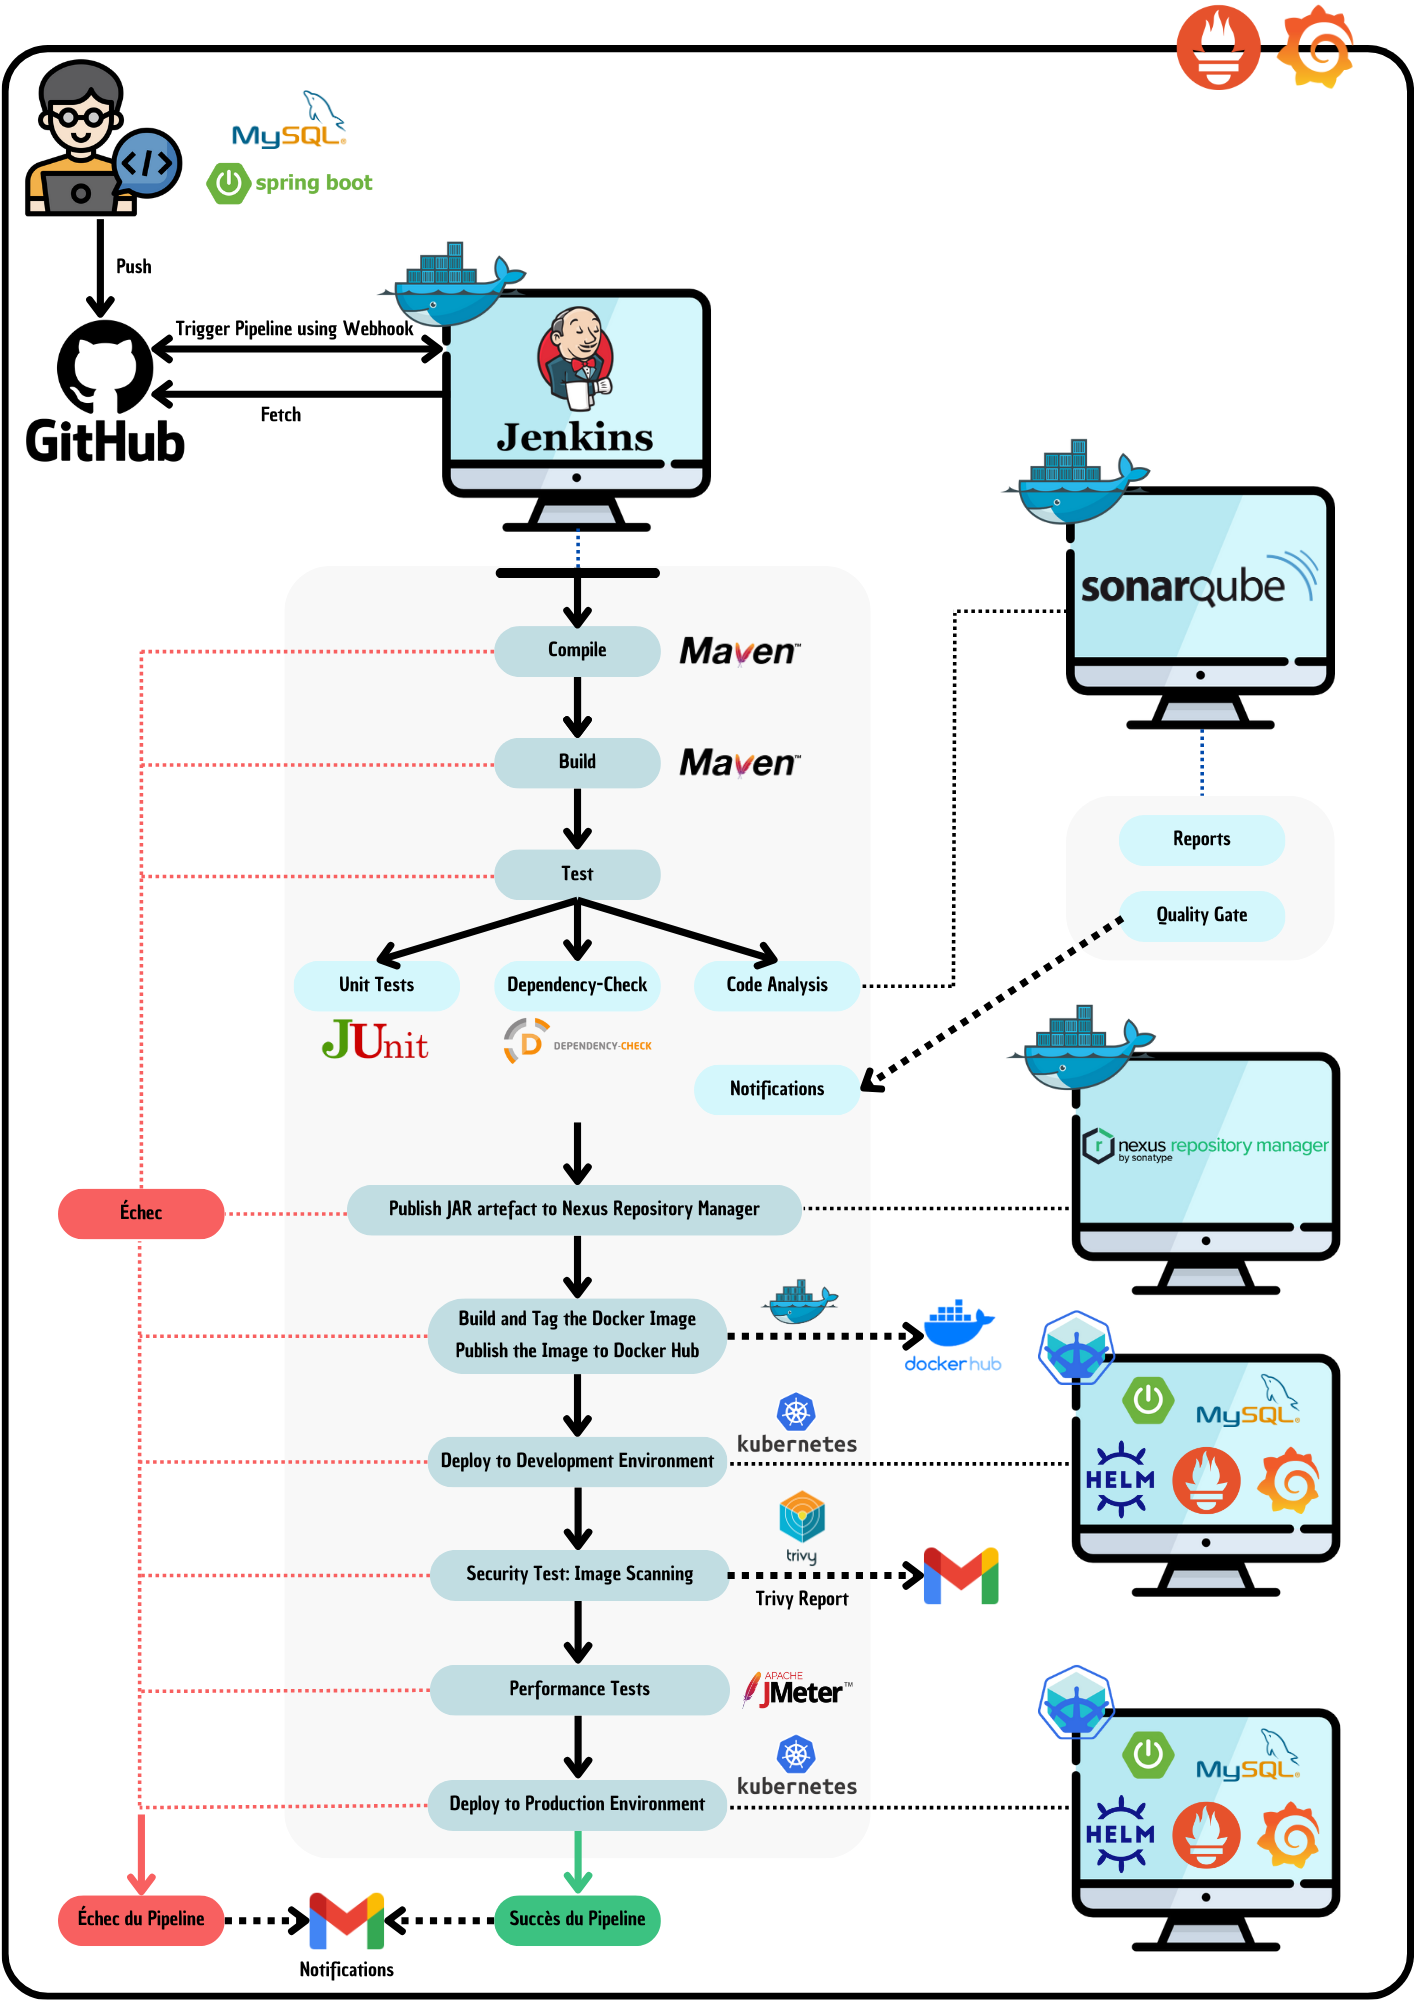 MySQL®
spring boot
Push
Trigger Pipeline using Webhook
Fetch
GitHub
Jenkins
sonarqube
Compile
Maven™
Build
Maven™
Test
Reports
Quality Gate
Unit Tests
Dependency-Check
Code Analysis
JUnit
D DEPENDENCY-CHECK
Notifications
r nexus repository manager
by sonatype
Échec
Publish JAR artefact to Nexus Repository Manager
Build and Tag the Docker Image
Publish the Image to Docker Hub
docker hub
MySQL®
kubernetes
Deploy to Development Environment
HELM
trivy
Security Test: Image Scanning
Trivy Report
Performance Tests
APACHE
JMeter™
kubernetes
MySQL®
Deploy to Production Environment
HELM
Échec du Pipeline
Succès du Pipeline
Notifications